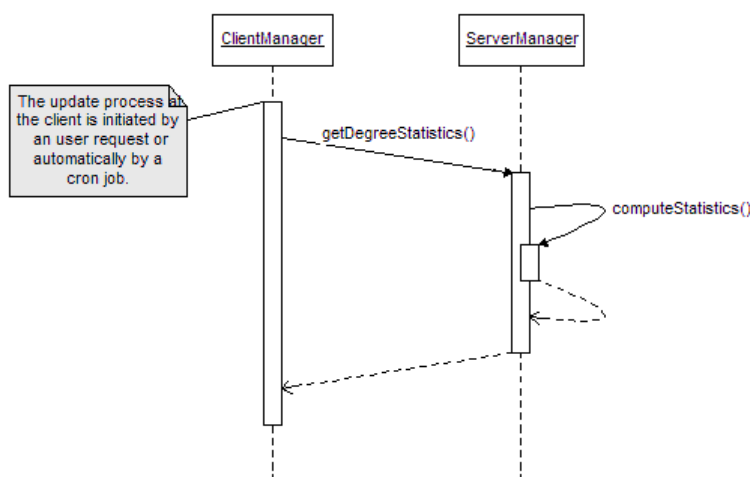 ClientManager
ServerManager
The update process at
the client is initiated by
an user request or
automatically by a
cron job.
getDegreeStatistics()
computeStatistics()